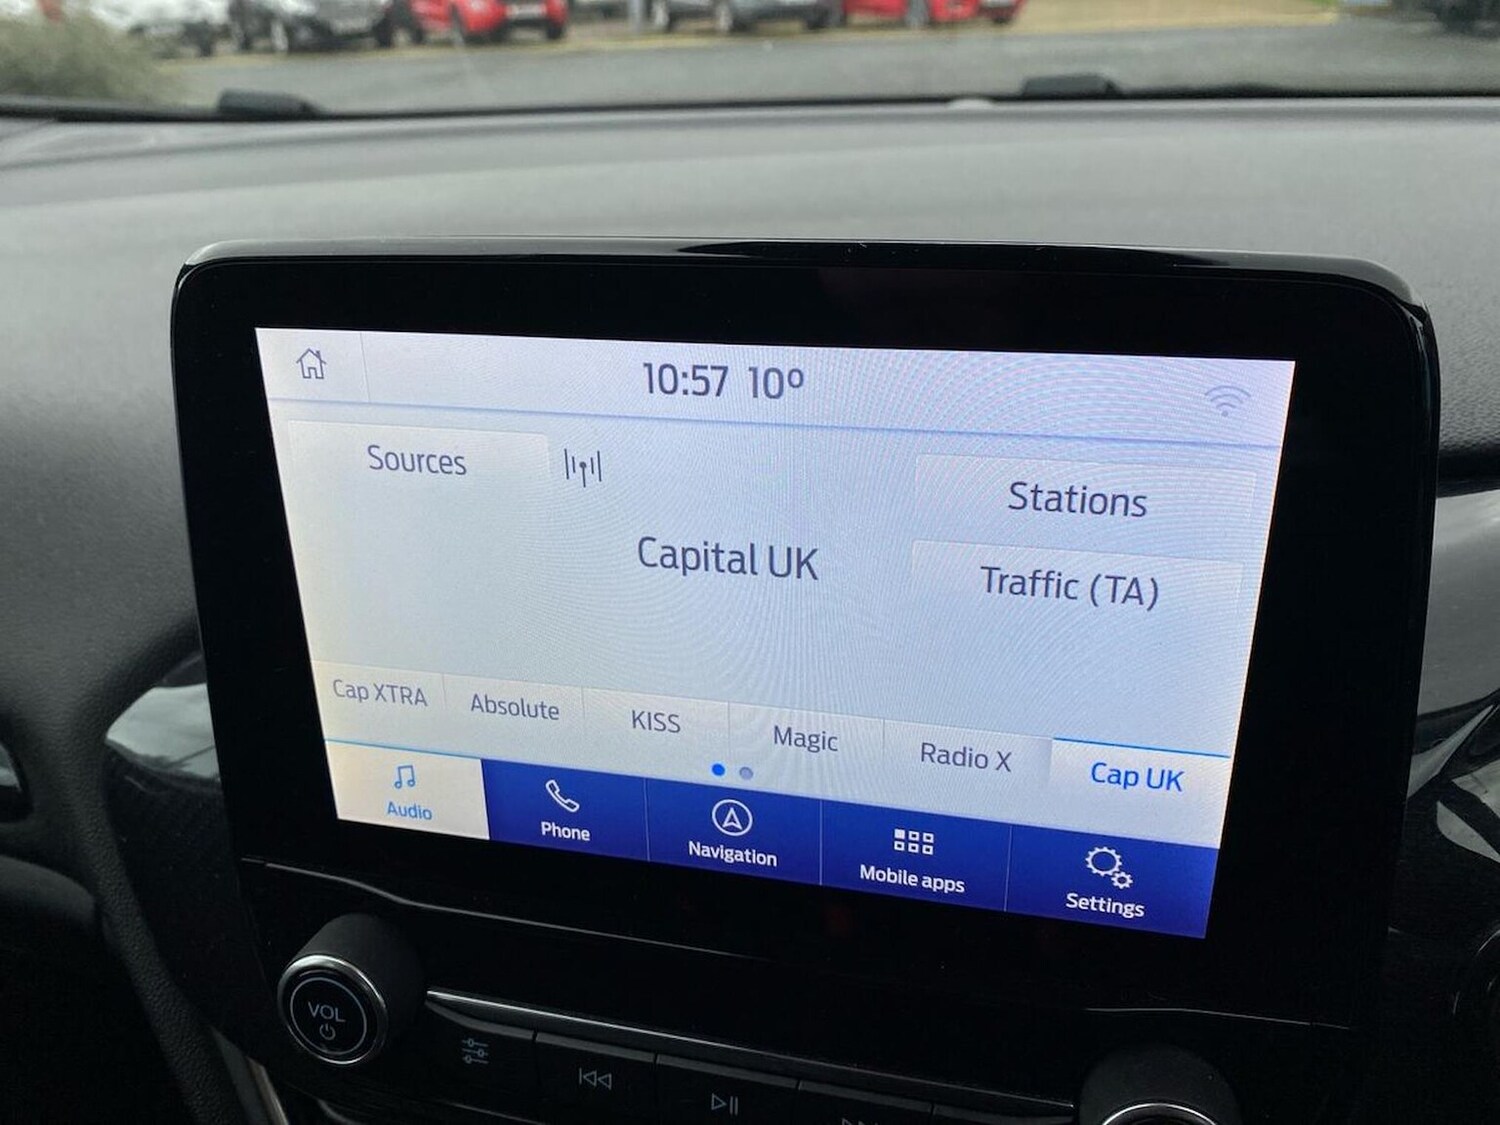 10:57 10º
Sources
Stations
Capital UK
Traffic (TA)
Cap XTRA
Absolute
KISS
Magic
Radio X
Cap UK
Audio
Phone
Navigation
Mobile apps
Settings
VOL